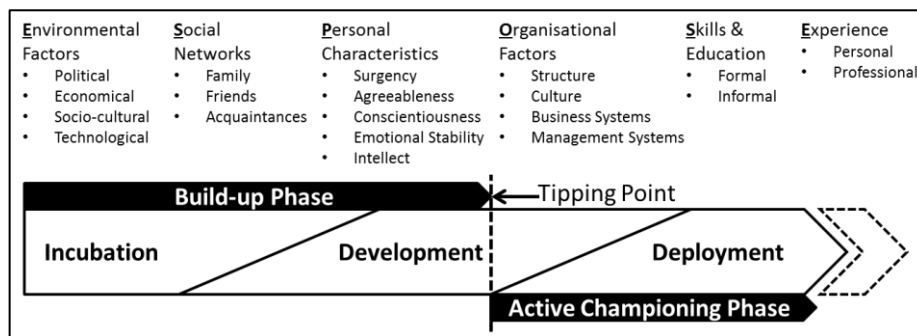 Environmental
Factors
• Political
• Economical
• Socio-cultural
• Technological
Social
Networks
• Family
• Friends
• Acquaintances
Personal
Characteristics
• Surgency
• Agreeableness
• Conscientiousness
• Emotional Stability
• Intellect
Organisational
Factors
• Structure
• Culture
• Business Systems
• Management Systems
Skills &
Education
• Formal
• Informal
Experience
• Personal
• Professional
Build-up Phase
Tipping Point
Incubation
Development
Deployment
Active Championing Phase